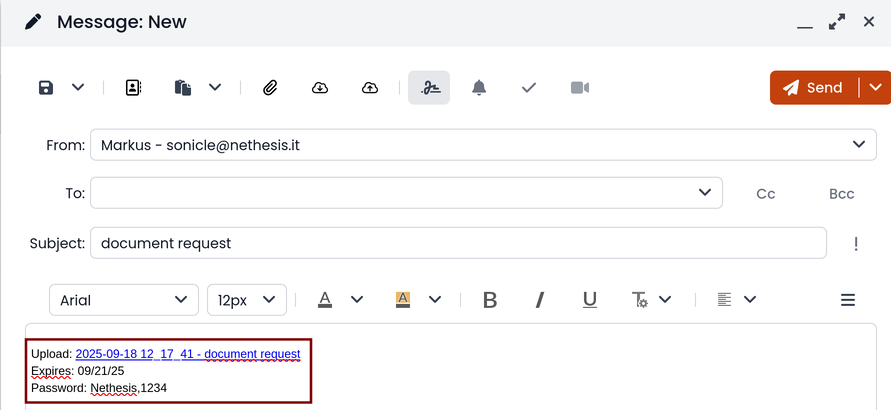 Message: New
Send
From: Markus - sonicle@nethesis.it
To:
Cc
Bcc
Subject: document request
!
Arial
12px
A
A
B
I
U
T
Upload: 2025-09-18 12_17_41 - document request
Expires: 09/21/25
Password: Nethesis,1234